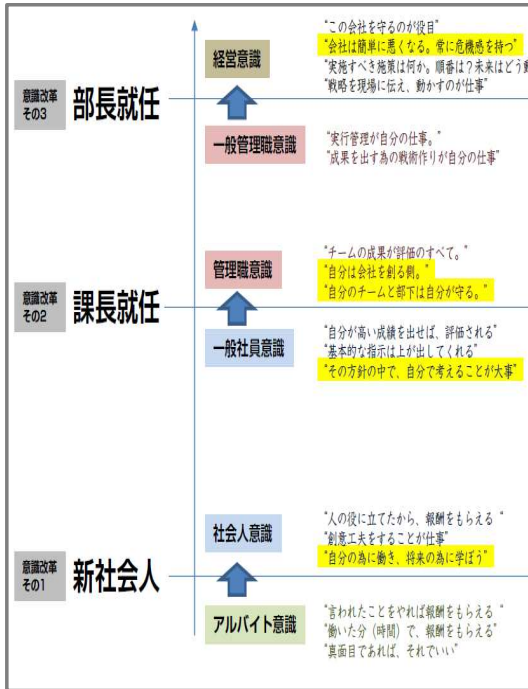 経営意識
"この会社を守るのが役目
"会社は簡単に悪くなる。常に危機感を持つ"
"実施すべき施策は何か。順番は？未来はどう動
"戦略を現場に伝え、動かすのが仕事"
意識改革
その3
部長就任
一般管理職意識
"実行管理が自分の仕事。"
"成果を出す為の戦術作りが自分の仕事"
管理職意識
"チームの成果が評価のすべて。"
"自分は会社を創る側。"
"自分のチームと部下は自分が守る。"
意識改革
その2
課長就任
一般社員意識
"自分が高い成績を出せば、評価される"
"基本的な指示は上が出してくれる"
"その方針の中で、自分で考えることが大事"
社会人意識
"人の役に立てたから、報酬をもらえる "
"創意工夫をすることが仕事"
"自分の為に働き、将来の為に学ぼう"
意識改革
その1
新社会人
アルバイト意識
"言われたことをやれば報酬をもらえる "
"働いた分（時間）で、報酬をもらえる"
"真面目であれば、それでいい"